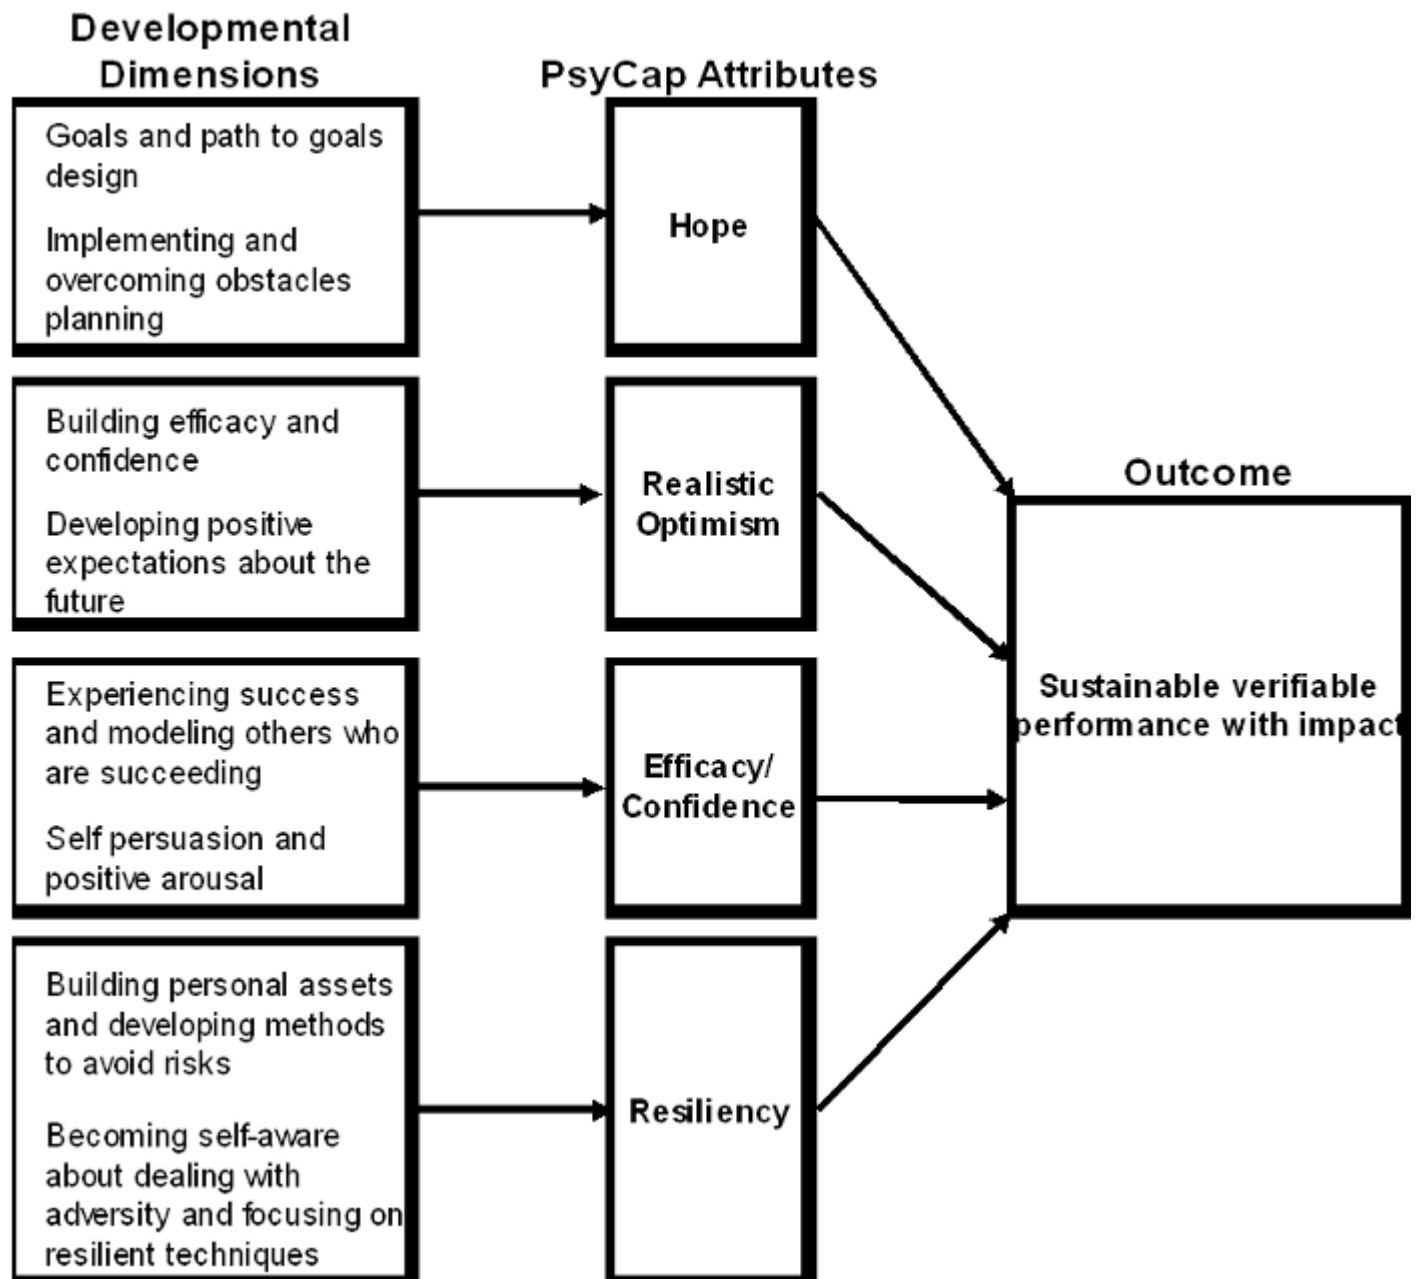 Developmental
Dimensions
PsyCap Attributes
Goals and path to goals
design
Implementing and
overcoming obstacles
planning
Hope
Building efficacy and
confidence
Developing positive
expectations about the
future
Realistic
Optimism
Experiencing success
and modeling others who
are succeeding
Self persuasion and
positive arousal
Efficacy/
Confidence
Building personal assets
and developing methods
to avoid risks
Becoming self-aware
about dealing with
adversity and focusing on
resilient techniques
Resiliency
Outcome
Sustainable verifiable
performance with impact